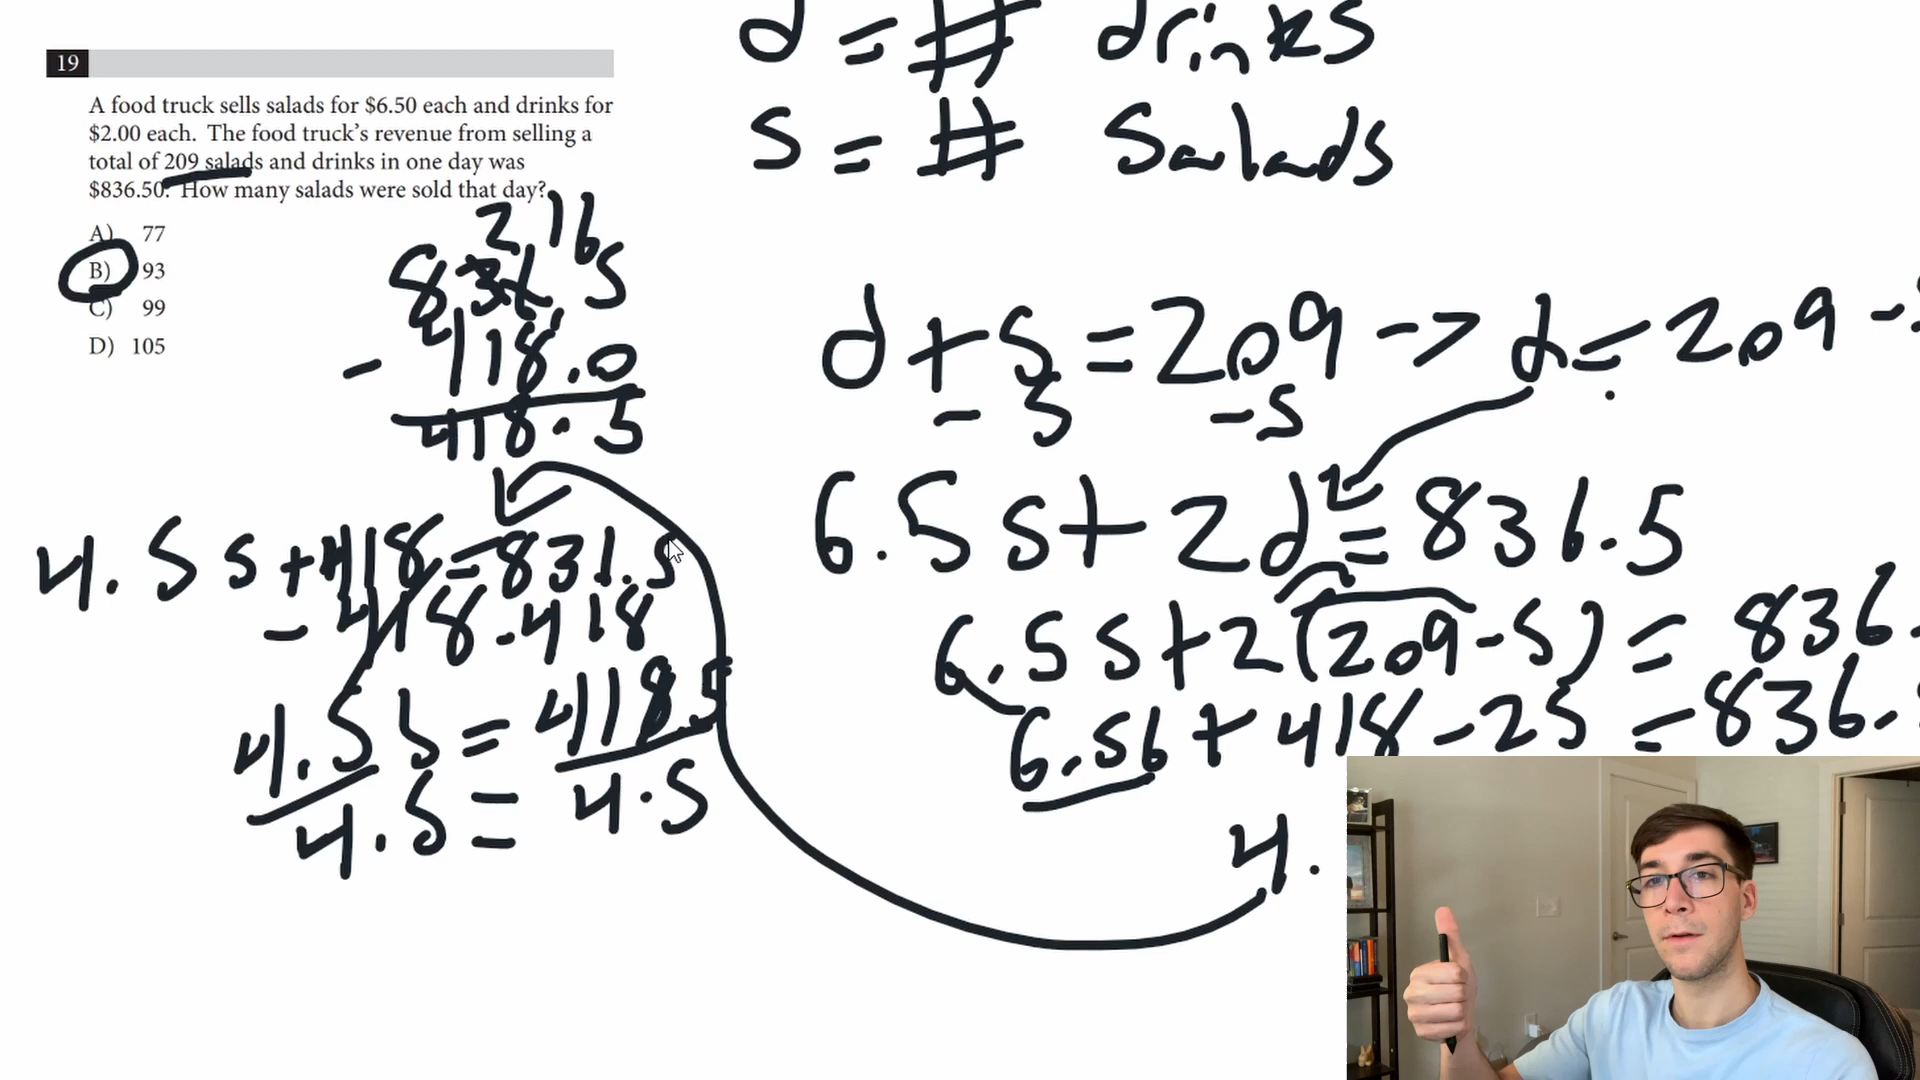 19
A food truck sells salads for $6.50 each and drinks for
$2.00 each. The food truck's revenue from selling a
total of 209 salads and drinks in one day was
$836.50. How many salads were sold that day?
A) 77
B) 93
C) 99
D) 105
d = # drinks
s = # Salads
2 16
836.5
- 418.0
418.5
d + s = 209 -> d = 209 -
- s -s
6.5s + 2d = 836.5
6.5s + 2(209 - s) = 836
6.5s + 418 - 2s = 836.
4.
4.5s + 418 = 831.5
- 418 - 418
4.5s = 418.5
4.5 = 4.5